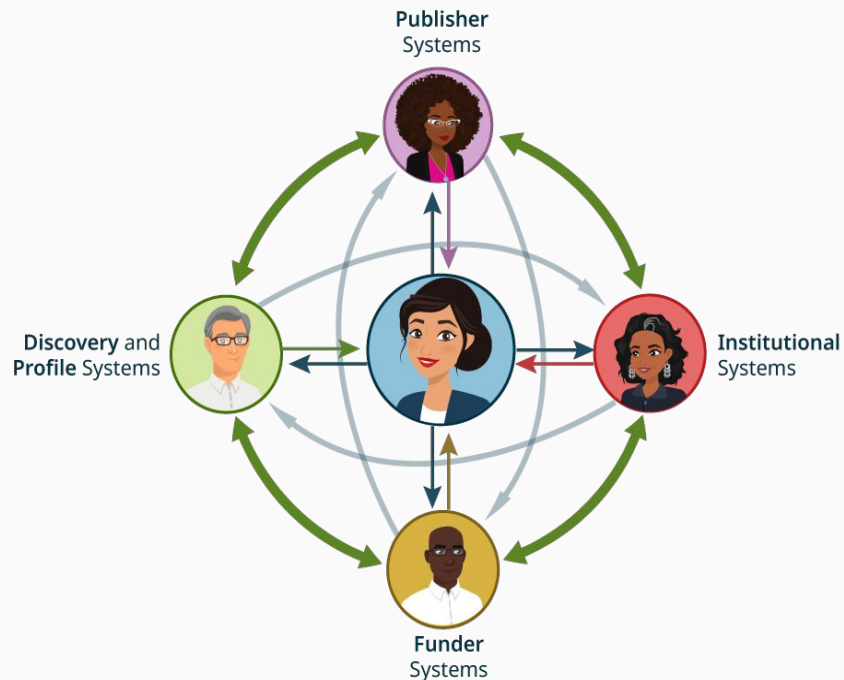 Publisher
Systems
Discovery and
Profile Systems
Institutional
Systems
Funder
Systems